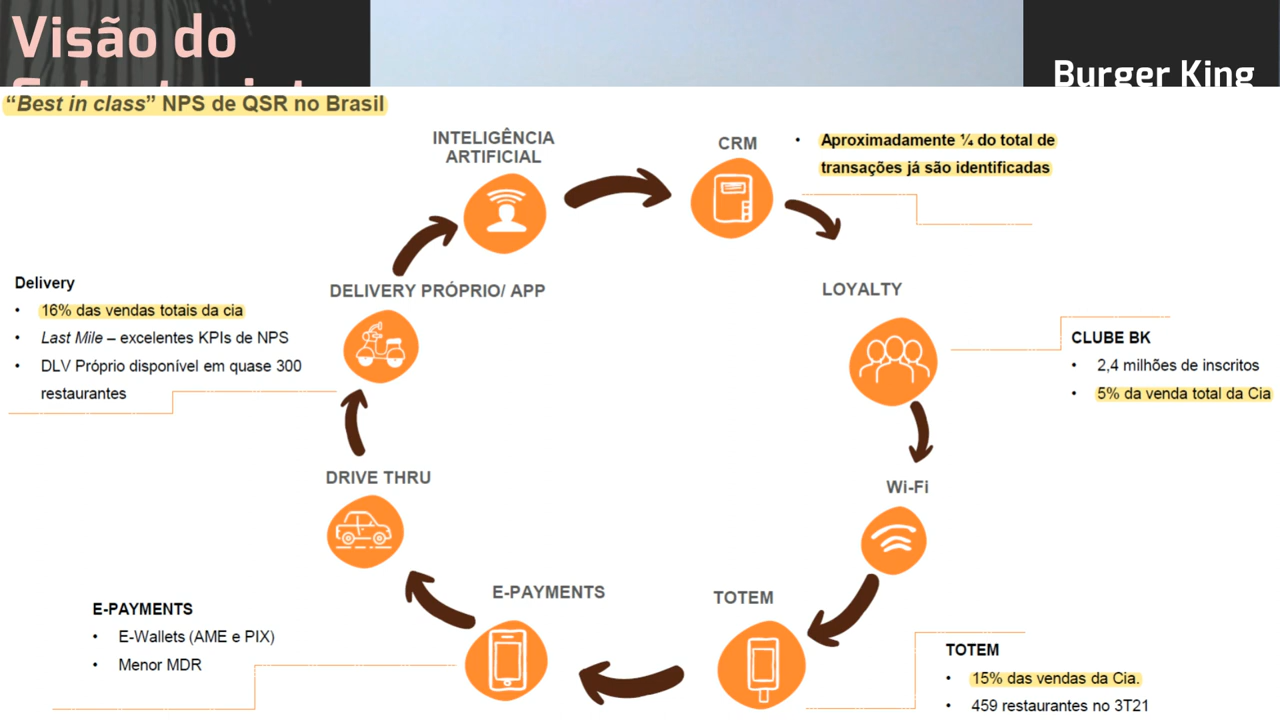 Visão do
Burger King
“Best in class” NPS de QSR no Brasil
INTELIGÊNCIA
ARTIFICIAL
CRM
• Aproximadamente ¼ do total de
transações já são identificadas
Delivery
• 16% das vendas totais da cia
• Last Mile – excelentes KPIs de NPS
• DLV Próprio disponível em quase 300
restaurantes
DELIVERY PRÓPRIO/ APP
LOYALTY
CLUBE BK
• 2,4 milhões de inscritos
• 5% da venda total da Cia
DRIVE THRU
Wi-Fi
E-PAYMENTS
• E-Wallets (AME e PIX)
• Menor MDR
E-PAYMENTS
TOTEM
TOTEM
• 15% das vendas da Cia.
• 459 restaurantes no 3T21